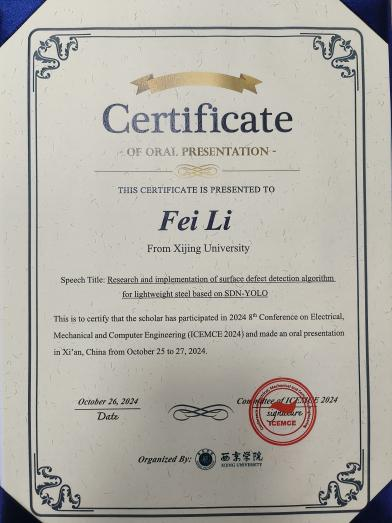 Certificate
- OF ORAL PRESENTATION -
THIS CERTIFICATE IS PRESENTED TO
Fei Li
From Xijing University
Speech Title: Research and implementation of surface defect detection algorithm
for lightweight steel based on SDN-YOLO
This is to certify that the scholar has participated in 2024 8th Conference on Electrical,
Mechanical and Computer Engineering (ICEMCE 2024) and made an oral presentation
in Xi'an, China from October 25 to 27, 2024.
October 26, 2024
Date
Committee of ICEMCE 2024
signature
ICEMCE
Organized By:
西京学院
XIJING UNIVERSITY